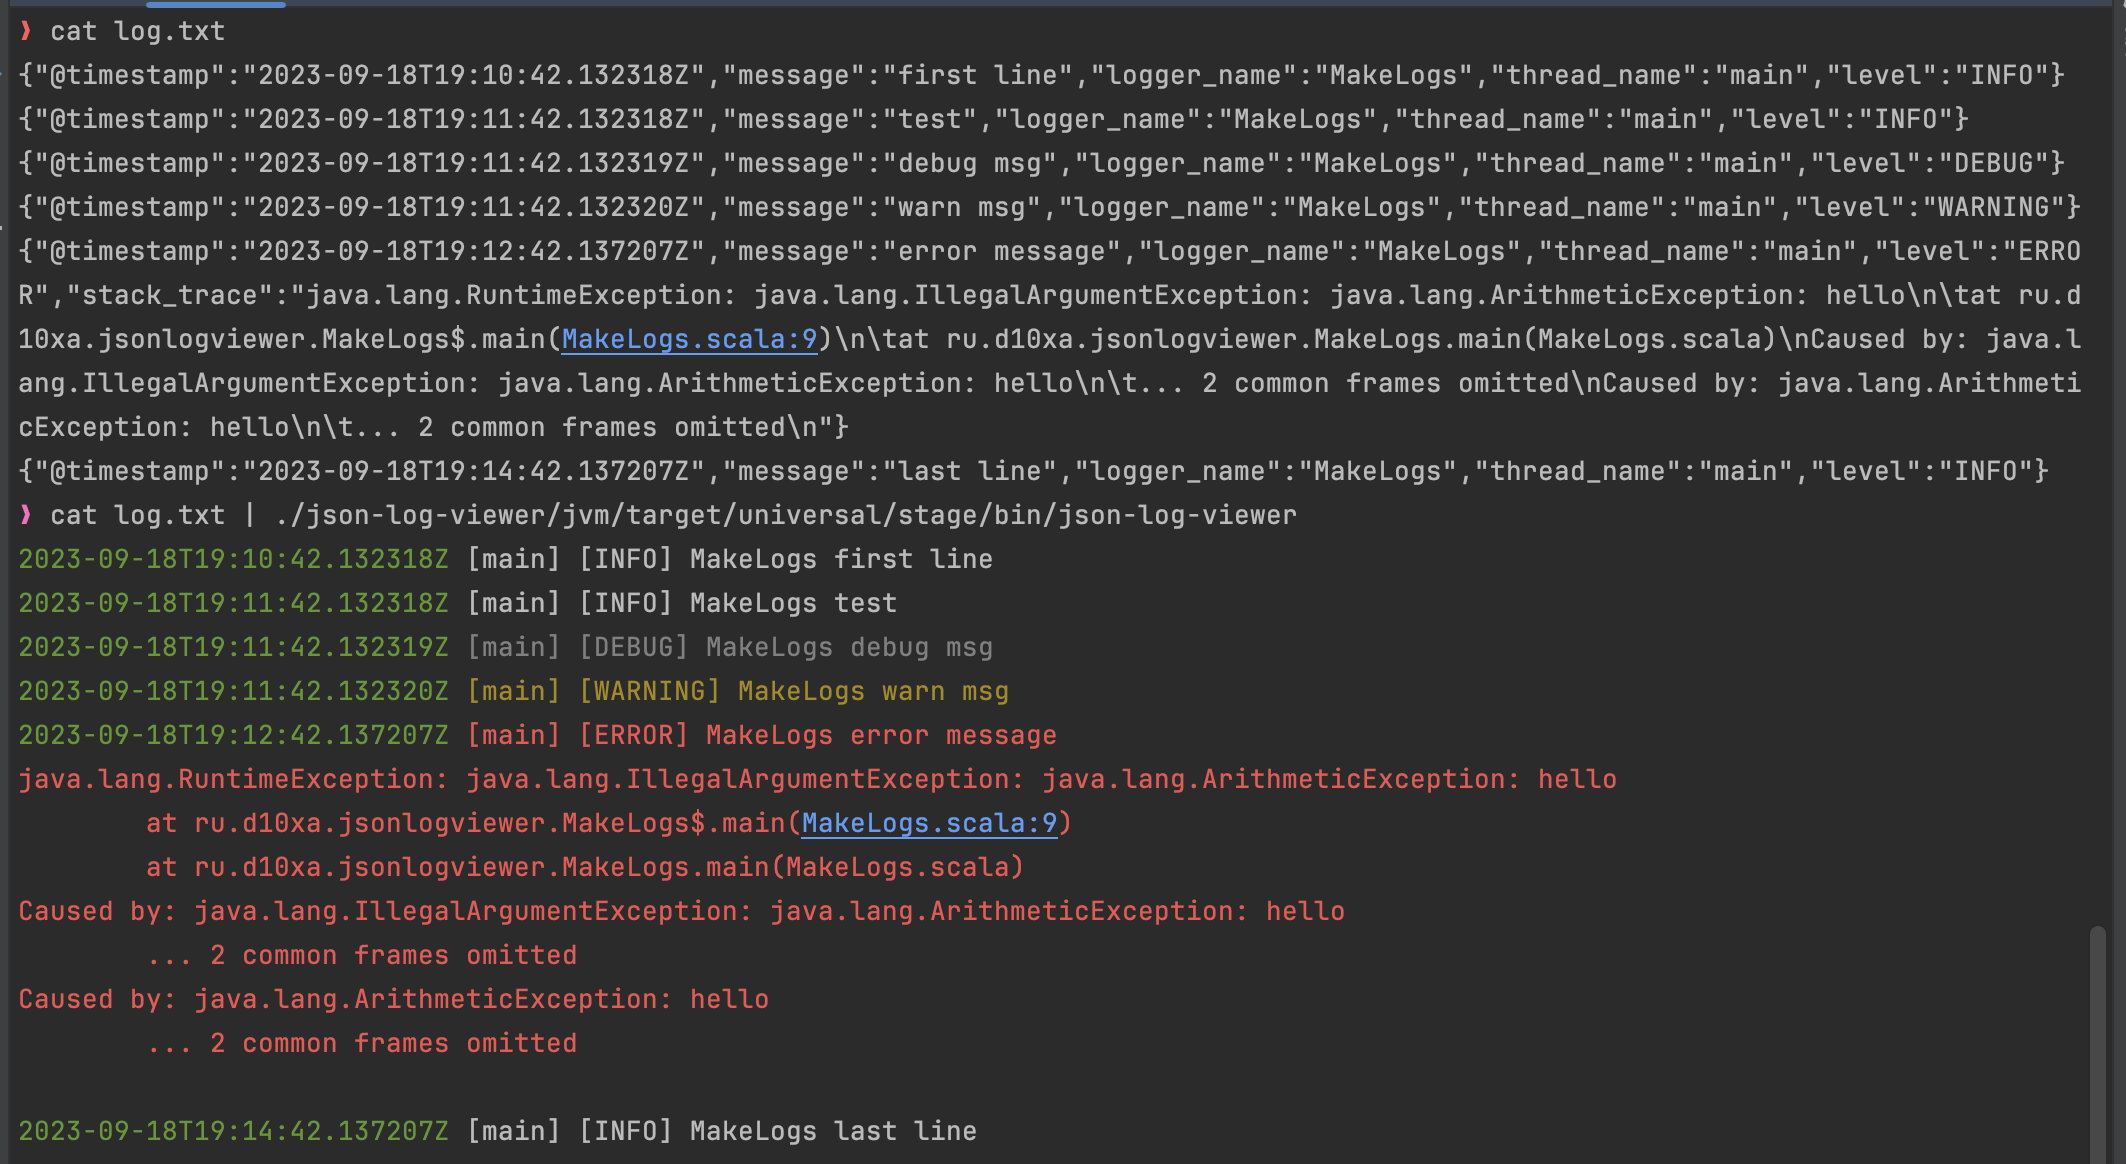 ❯ cat log.txt
{"@timestamp":"2023-09-18T19:10:42.132318Z","message":"first line","logger_name":"MakeLogs","thread_name":"main","level":"INFO"}
{"@timestamp":"2023-09-18T19:11:42.132318Z","message":"test","logger_name":"MakeLogs","thread_name":"main","level":"INFO"}
{"@timestamp":"2023-09-18T19:11:42.132319Z","message":"debug msg","logger_name":"MakeLogs","thread_name":"main","level":"DEBUG"}
{"@timestamp":"2023-09-18T19:11:42.132320Z","message":"warn msg","logger_name":"MakeLogs","thread_name":"main","level":"WARNING"}
{"@timestamp":"2023-09-18T19:12:42.137207Z","message":"error message","logger_name":"MakeLogs","thread_name":"main","level":"ERRO
R","stack_trace":"java.lang.RuntimeException: java.lang.IllegalArgumentException: java.lang.ArithmeticException: hello\n\tat ru.d
10xa.jsonlogviewer.MakeLogs$.main(MakeLogs.scala:9)\n\tat ru.d10xa.jsonlogviewer.MakeLogs.main(MakeLogs.scala)\nCaused by: java.l
ang.IllegalArgumentException: java.lang.ArithmeticException: hello\n\t... 2 common frames omitted\nCaused by: java.lang.Arithmeti
cException: hello\n\t... 2 common frames omitted\n"}
{"@timestamp":"2023-09-18T19:14:42.137207Z","message":"last line","logger_name":"MakeLogs","thread_name":"main","level":"INFO"}
❯ cat log.txt | ./json-log-viewer/jvm/target/universal/stage/bin/json-log-viewer
2023-09-18T19:10:42.132318Z [main] [INFO] MakeLogs first line
2023-09-18T19:11:42.132318Z [main] [INFO] MakeLogs test
2023-09-18T19:11:42.132319Z [main] [DEBUG] MakeLogs debug msg
2023-09-18T19:11:42.132320Z [main] [WARNING] MakeLogs warn msg
2023-09-18T19:12:42.137207Z [main] [ERROR] MakeLogs error message
java.lang.RuntimeException: java.lang.IllegalArgumentException: java.lang.ArithmeticException: hello
        at ru.d10xa.jsonlogviewer.MakeLogs$.main(MakeLogs.scala:9)
        at ru.d10xa.jsonlogviewer.MakeLogs.main(MakeLogs.scala)
Caused by: java.lang.IllegalArgumentException: java.lang.ArithmeticException: hello
        ... 2 common frames omitted
Caused by: java.lang.ArithmeticException: hello
        ... 2 common frames omitted

2023-09-18T19:14:42.137207Z [main] [INFO] MakeLogs last line